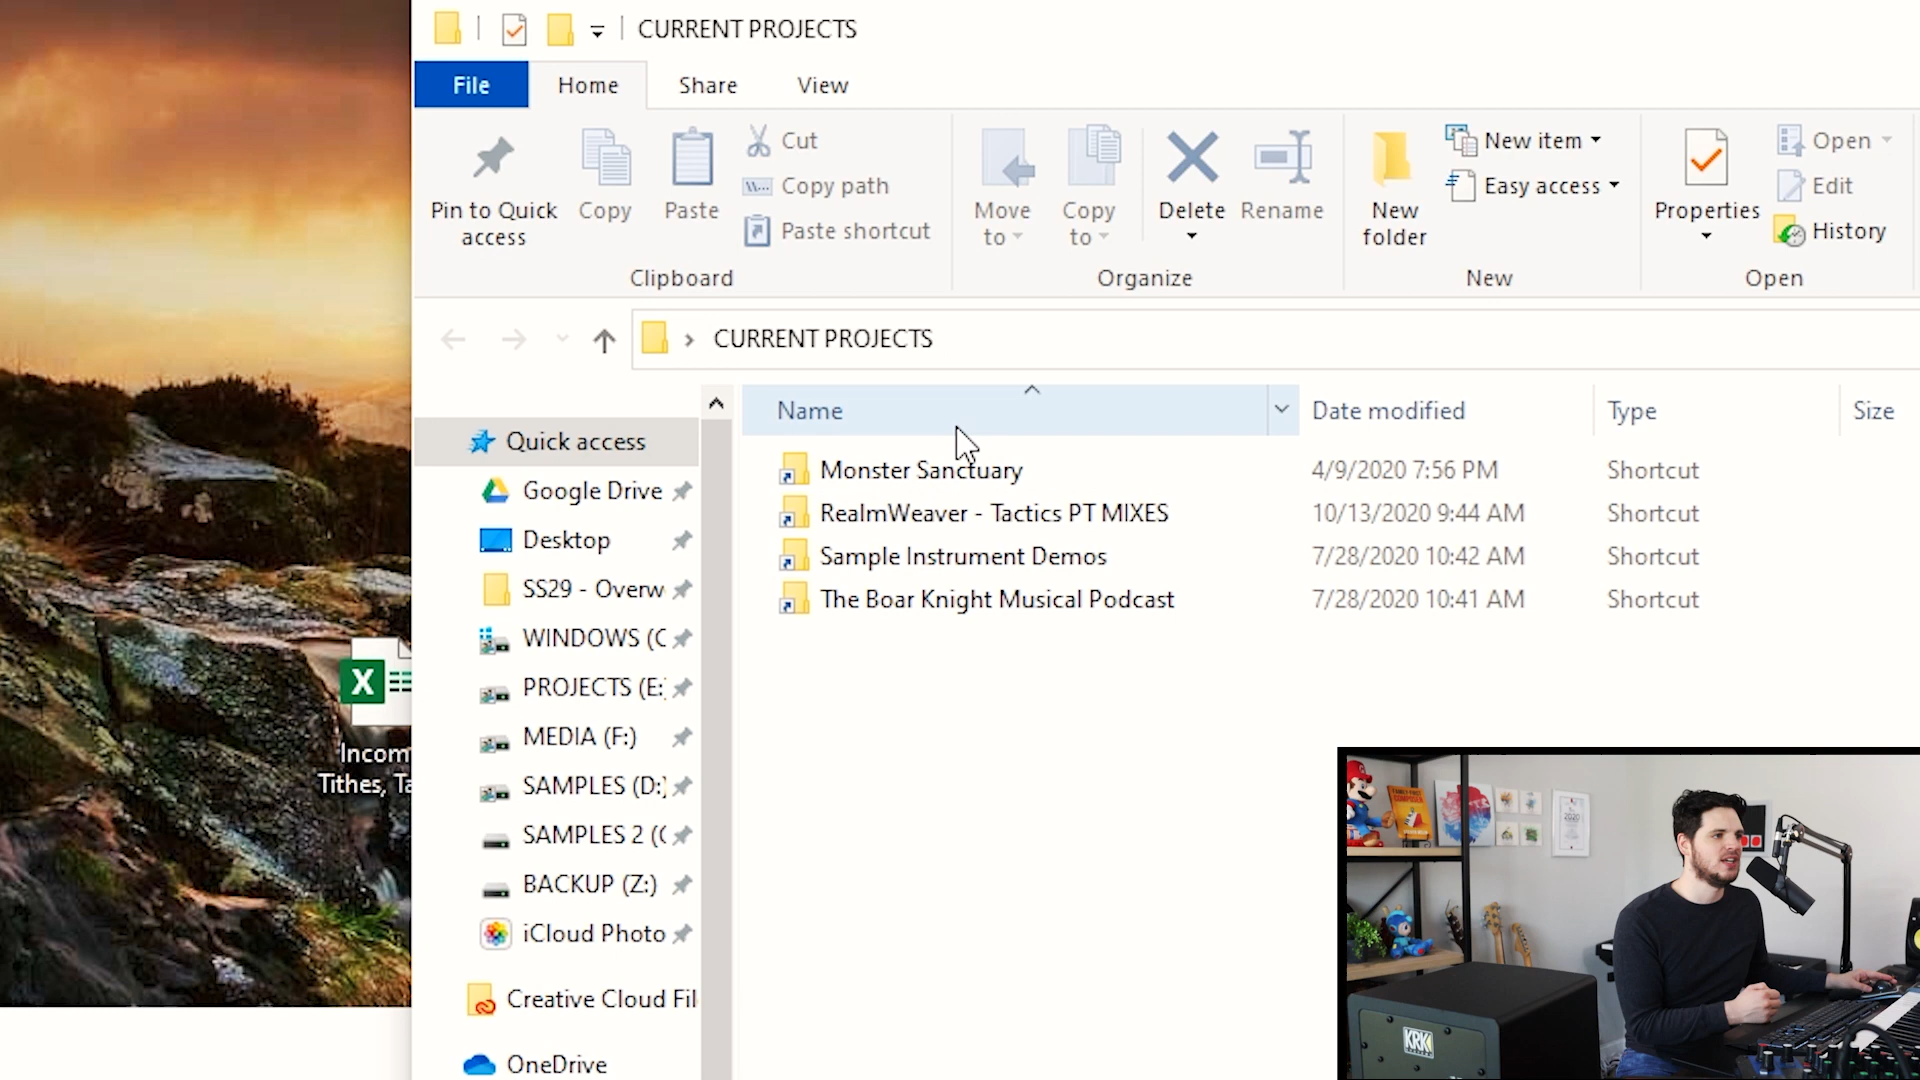 CURRENT PROJECTS
File Home Share View
Pin to Quick access
Copy
Paste
Cut
Copy path
Paste shortcut
Clipboard
Move to
Copy to
Delete
Rename
Organize
New folder
New item
Easy access
New
Properties
Open
Edit
History
Open
CURRENT PROJECTS
Name Date modified Type Size
Monster Sanctuary 4/9/2020 7:56 PM Shortcut
RealmWeaver - Tactics PT MIXES 10/13/2020 9:44 AM Shortcut
Sample Instrument Demos 7/28/2020 10:42 AM Shortcut
The Boar Knight Musical Podcast 7/28/2020 10:41 AM Shortcut
Quick access
Google Drive
Desktop
SS29 - Overw
WINDOWS (C
PROJECTS (E:
MEDIA (F:)
SAMPLES (D:)
SAMPLES 2 (
BACKUP (Z:)
iCloud Photo
Creative Cloud Fil
OneDrive
X
Incom
Tithes, Ta
FAMILY-FIRST
COMPOSER
2020
KRK